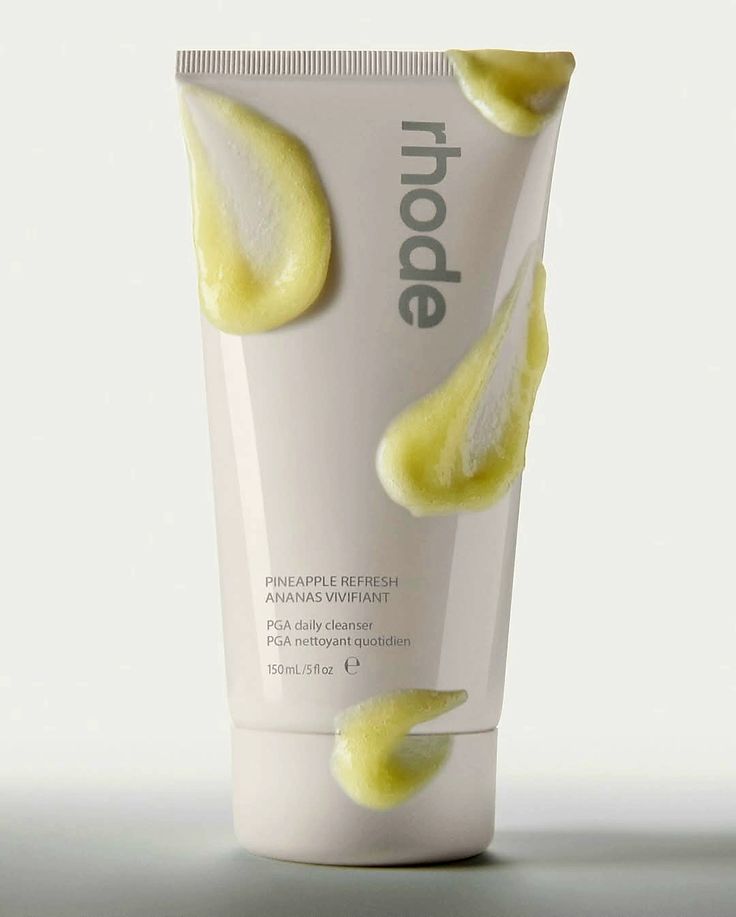 rhode
PINEAPPLE REFRESH
ANANAS VIVIFIANT
PGA daily cleanser
PGA nettoyant quotidien
150 mL/5 fl oz ℮